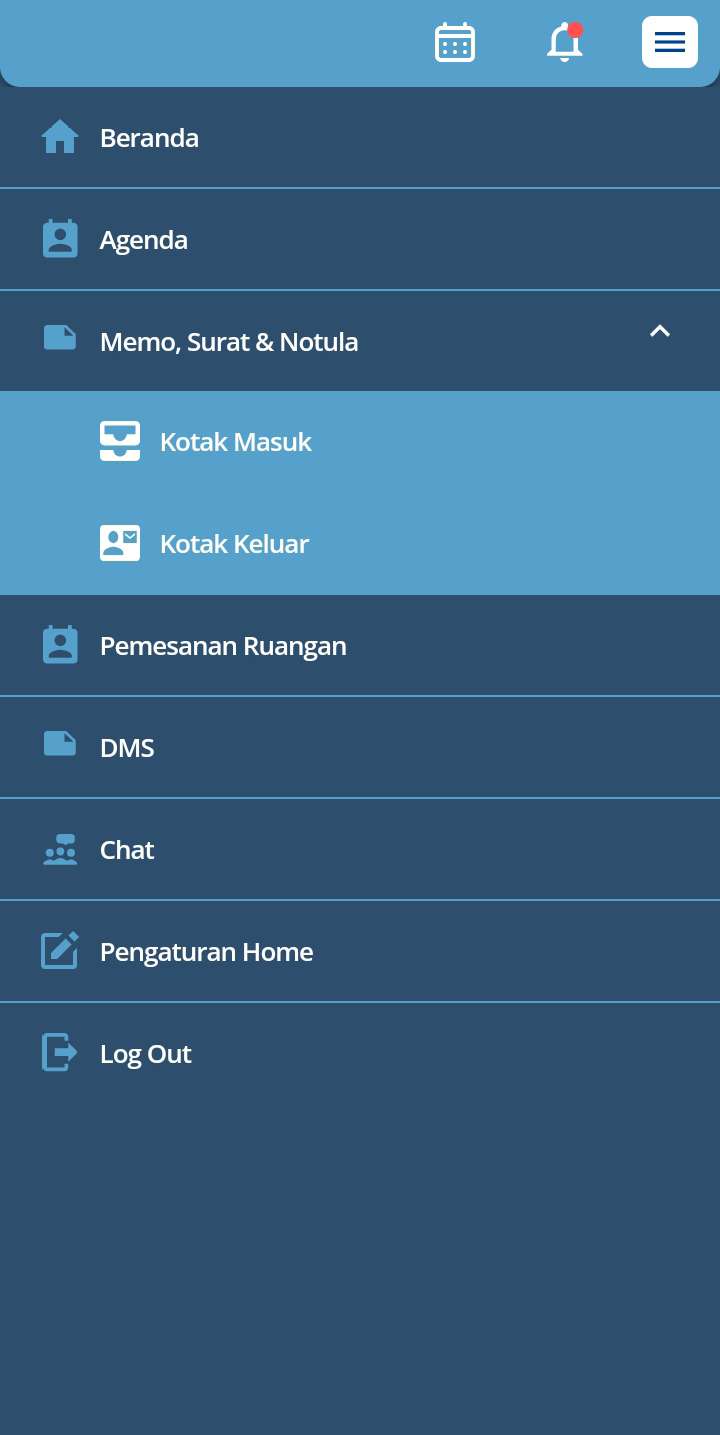 Beranda
Agenda
Memo, Surat & Notula
Kotak Masuk
Kotak Keluar
Pemesanan Ruangan
DMS
Chat
Pengaturan Home
Log Out